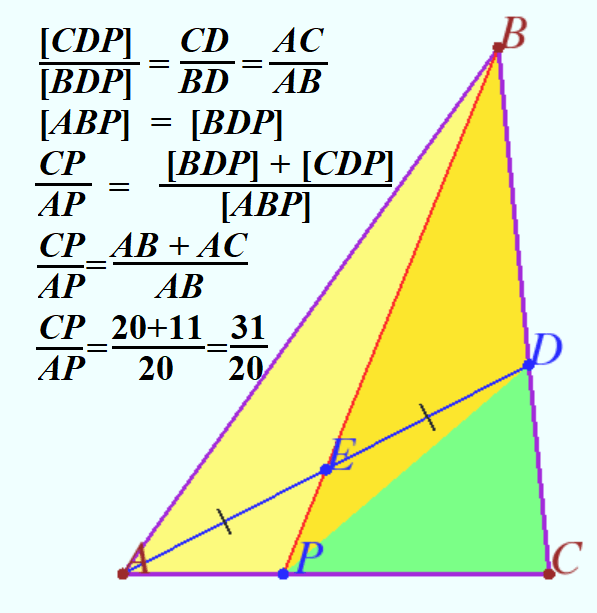 [CDP]/[BDP] = CD/BD = AC/AB
[ABP] = [BDP]
CP/AP = [BDP] + [CDP]/[ABP]
CP/AP = AB + AC/AB
CP/AP = 20+11/20 = 31/20
B
D
E
A
P
C